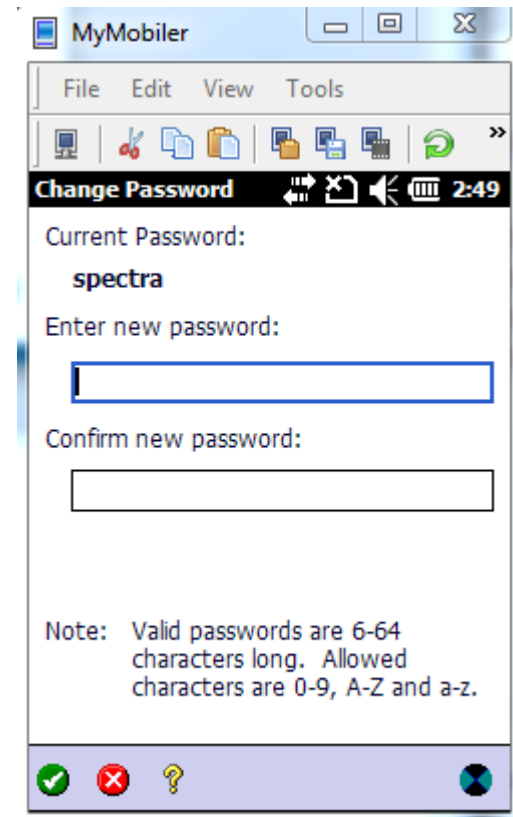 MyMobiler
File Edit View Tools
»
Change Password 2:49
Current Password:
spectra
Enter new password:
Confirm new password:
Note: Valid passwords are 6-64
characters long. Allowed
characters are 0-9, A-Z and a-z.